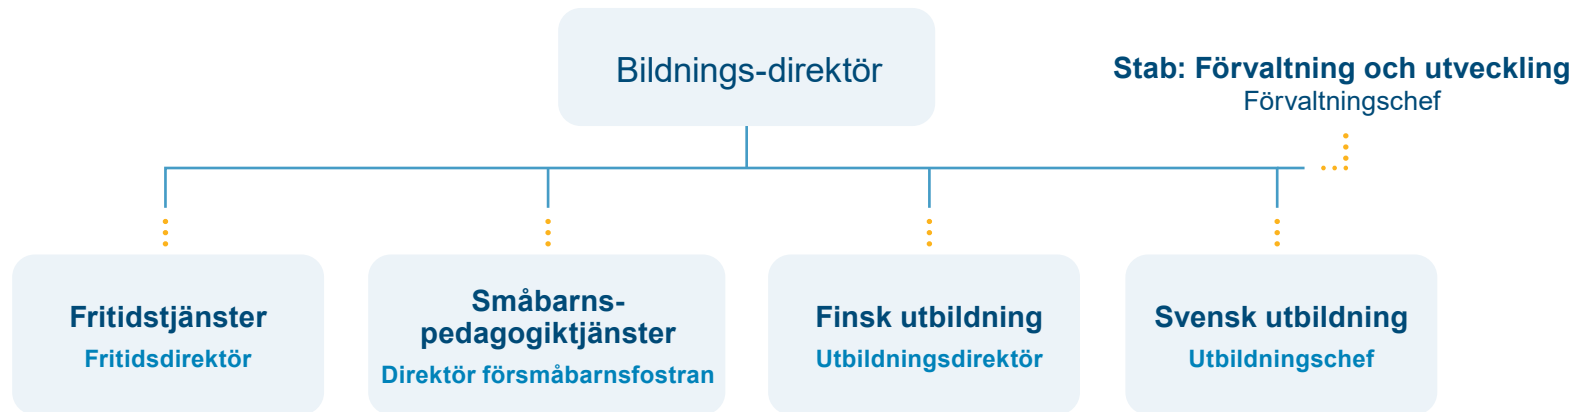 Bildnings-direktör
Stab: Förvaltning och utveckling
Förvaltningschef
Fritidstjänster
Fritidsdirektör
Småbarns-
pedagogiktjänster
Direktör försmåbarnsfostran
Finsk utbildning
Utbildningsdirektör
Svensk utbildning
Utbildningschef